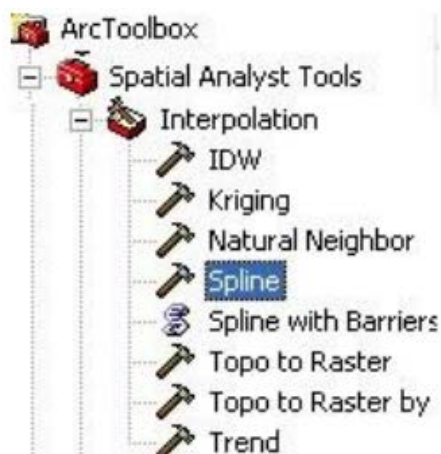 ArcToolbox
Spatial Analyst Tools
Interpolation
IDW
Kriging
Natural Neighbor
Spline
Spline with Barriers
Topo to Raster
Topo to Raster by
Trend